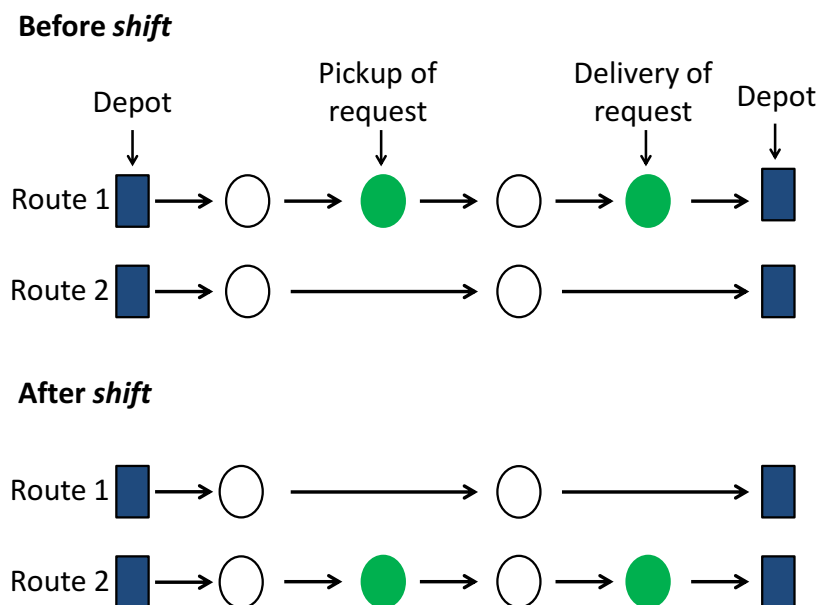 Before shift
Pickup of
request
Delivery of
request
Depot
Depot
Route 1
Route 2
After shift
Route 1
Route 2